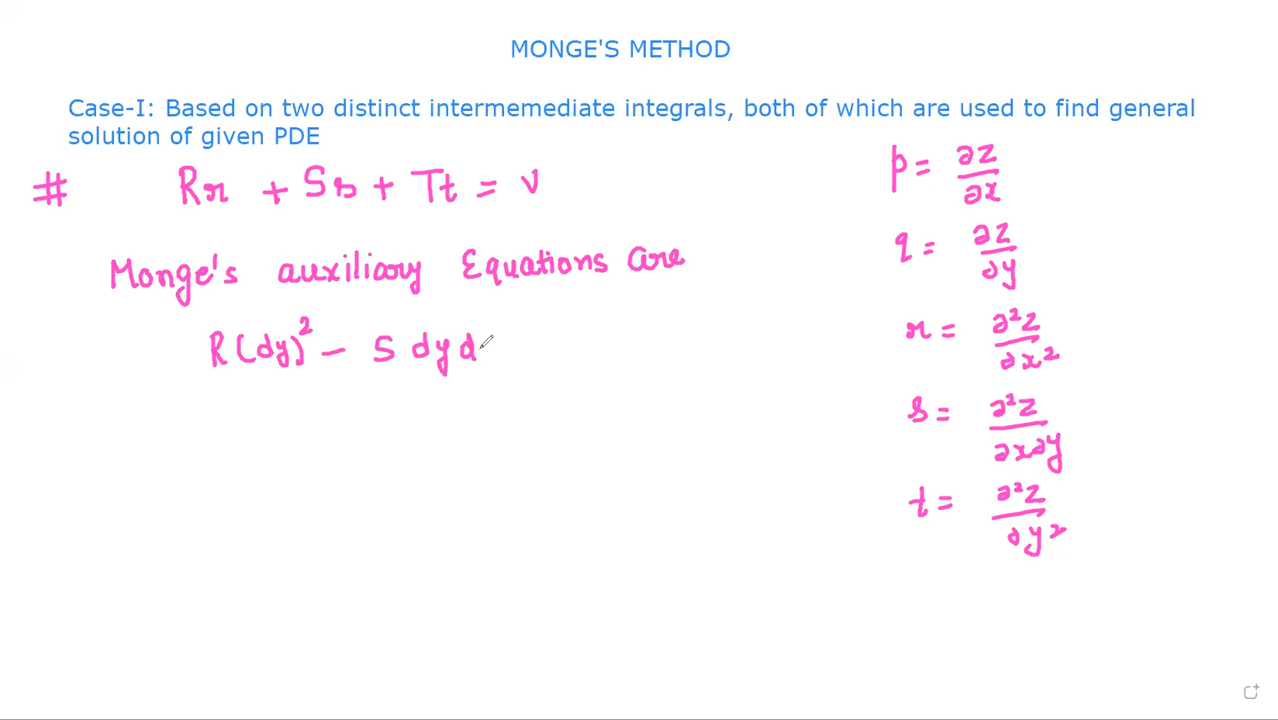 MONGE'S METHOD
Case-I: Based on two distinct intermemediate integrals, both of which are used to find general
solution of given PDE
# Rr + Ss + Tt = V
Monge's auxiliary Equations are
R(dy)² − S dy d
p = ∂z/∂x
q = ∂z/∂y
r = ∂²z/∂x²
s = ∂²z/∂x∂y
t = ∂²z/∂y²